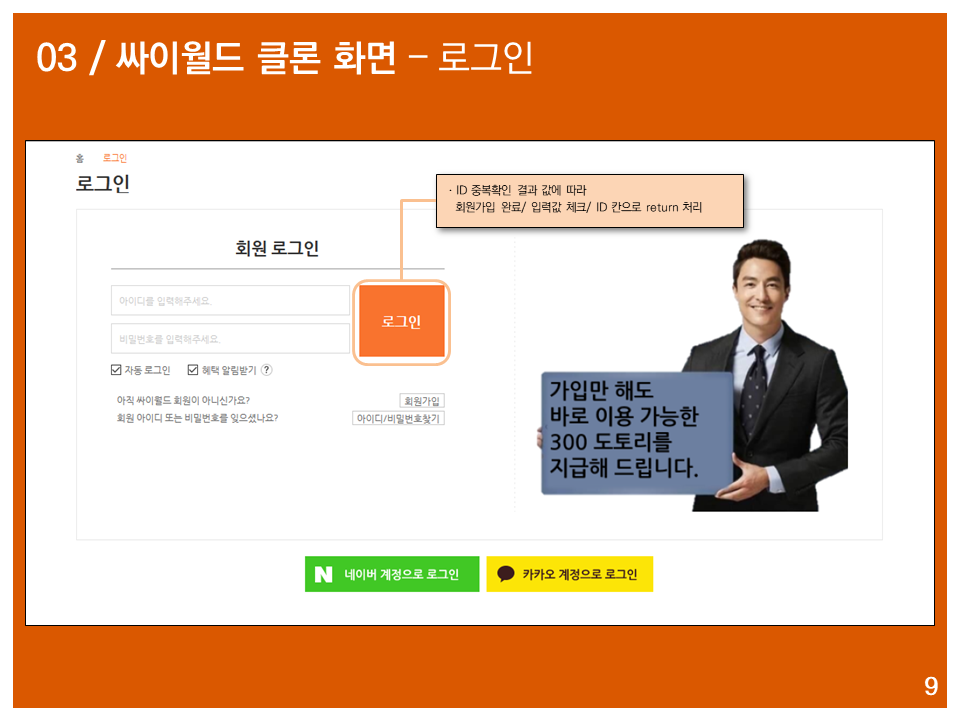 03 / 싸이월드 클론 화면 – 로그인
홈 로그인
로그인
· ID 중복확인 결과 값에 따라
회원가입 완료/ 입력값 체크/ ID 칸으로 return 처리
회원 로그인
아이디를 입력해주세요.
비밀번호를 입력해주세요.
로그인
자동 로그인 혜택 알림받기 ?
아직 싸이월드 회원이 아니신가요? 회원가입
회원 아이디 또는 비밀번호를 잊으셨나요? 아이디/비밀번호찾기
가입만 해도
바로 이용 가능한
300 도토리를
지급해 드립니다.
N 네이버 계정으로 로그인
카카오 계정으로 로그인
9